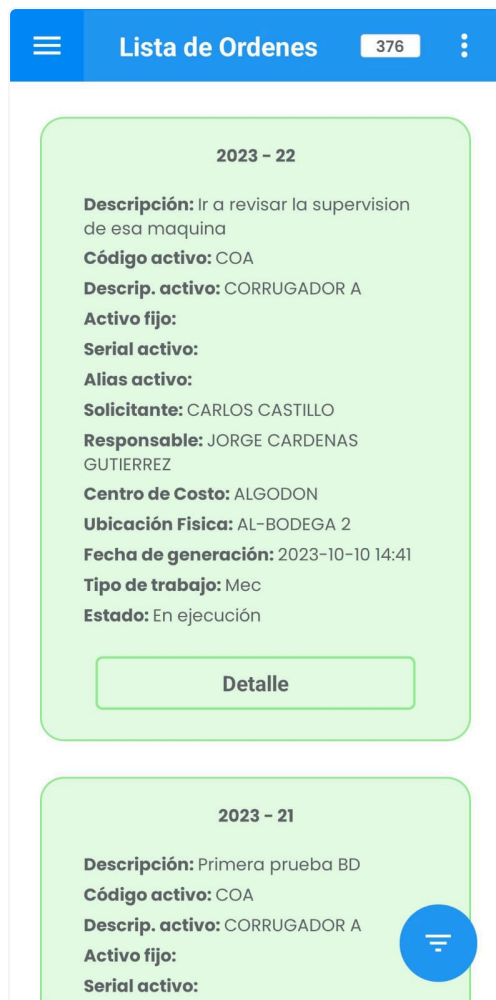 Lista de Ordenes 376
2023 - 22
Descripción: Ir a revisar la supervision
de esa maquina
Código activo: COA
Descrip. activo: CORRUGADOR A
Activo fijo:
Serial activo:
Alias activo:
Solicitante: CARLOS CASTILLO
Responsable: JORGE CARDENAS
GUTIERREZ
Centro de Costo: ALGODON
Ubicación Fisica: AL-BODEGA 2
Fecha de generación: 2023-10-10 14:41
Tipo de trabajo: Mec
Estado: En ejecución
Detalle
2023 - 21
Descripción: Primera prueba BD
Código activo: COA
Descrip. activo: CORRUGADOR A
Activo fijo:
Serial activo: